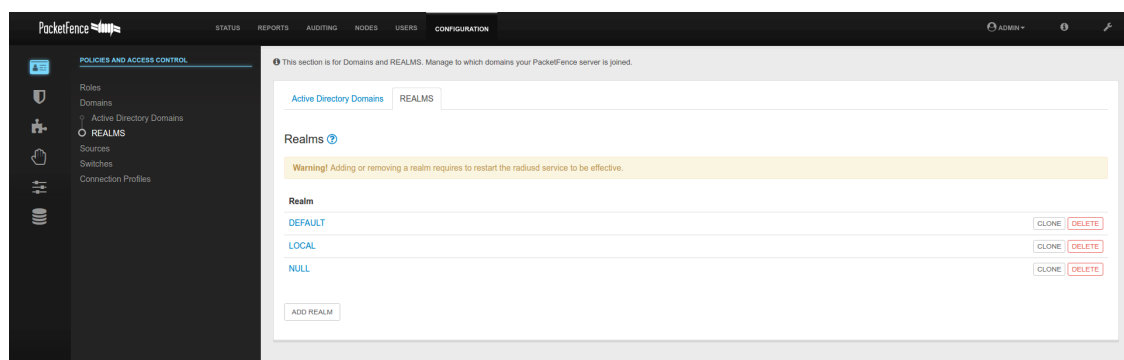 PacketFence
STATUS REPORTS AUDITING NODES USERS CONFIGURATION ADMIN
POLICIES AND ACCESS CONTROL
Roles
Domains
Active Directory Domains
REALMS
Sources
Switches
Connection Profiles
This section is for Domains and REALMS. Manage to which domains your PacketFence server is joined.
Active Directory Domains REALMS
Realms
Warning! Adding or removing a realm requires to restart the radiusd service to be effective.
Realm
DEFAULT CLONE DELETE
LOCAL CLONE DELETE
NULL CLONE DELETE
ADD REALM